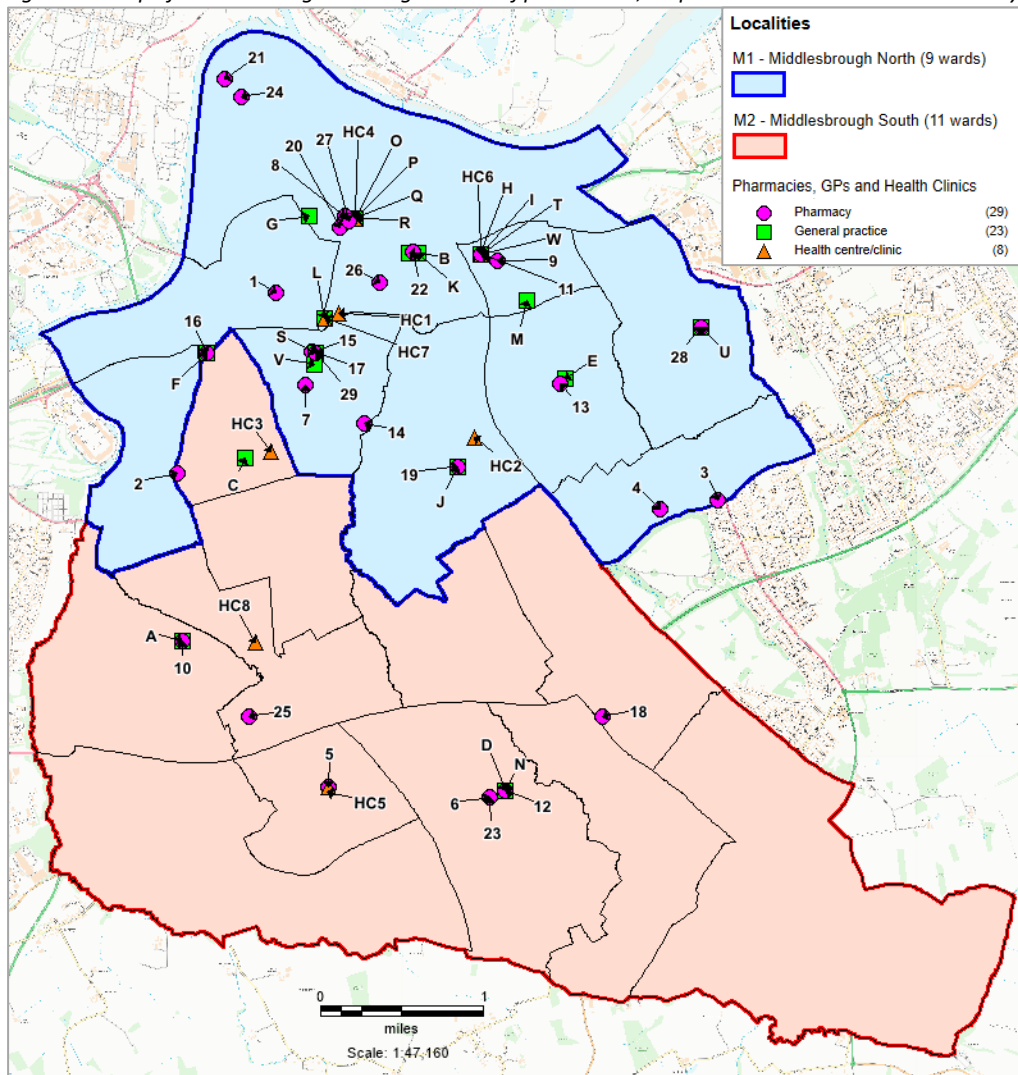 Localities
M1 - Middlesbrough North (9 wards)
M2 - Middlesbrough South (11 wards)
Pharmacies, GPs and Health Clinics
Pharmacy (29)
General practice (23)
Health centre/clinic (8)
21
24
HC4
27
O
20
P
8
Q
HC6
H
I
T
G
R
W
B
9
L
26
K
1
22
11
HC1
M
16
S
15
HC7
28
U
V
17
F
E
29
7
13
HC3
14
2
C
19
HC2
J
4
3
HC8
A
10
25
18
5
D
N
HC5
6
12
23
0
1
miles
Scale: 1:47,160